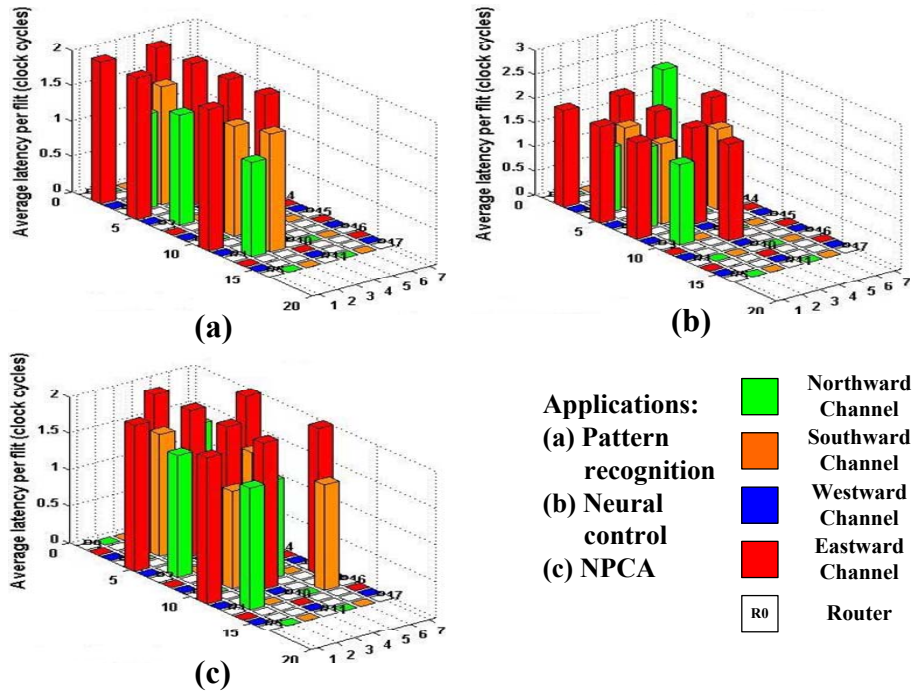 Average latency per flit (clock cycles)
2
1.5
1
0.5
0
0
5
10
15
20
1
2
3
4
5
6
7
(a)
Average latency per flit (clock cycles)
3
2.5
2
1.5
1
0.5
0
0
5
10
15
20
1
2
3
4
5
6
7
(b)
Average latency per flit (clock cycles)
2
1.5
1
0.5
0
0
5
10
15
20
1
2
3
4
5
6
7
(c)
Applications:
(a) Pattern
recognition
(b) Neural
control
(c) NPCA
Northward
Channel
Southward
Channel
Westward
Channel
Eastward
Channel
R0
Router